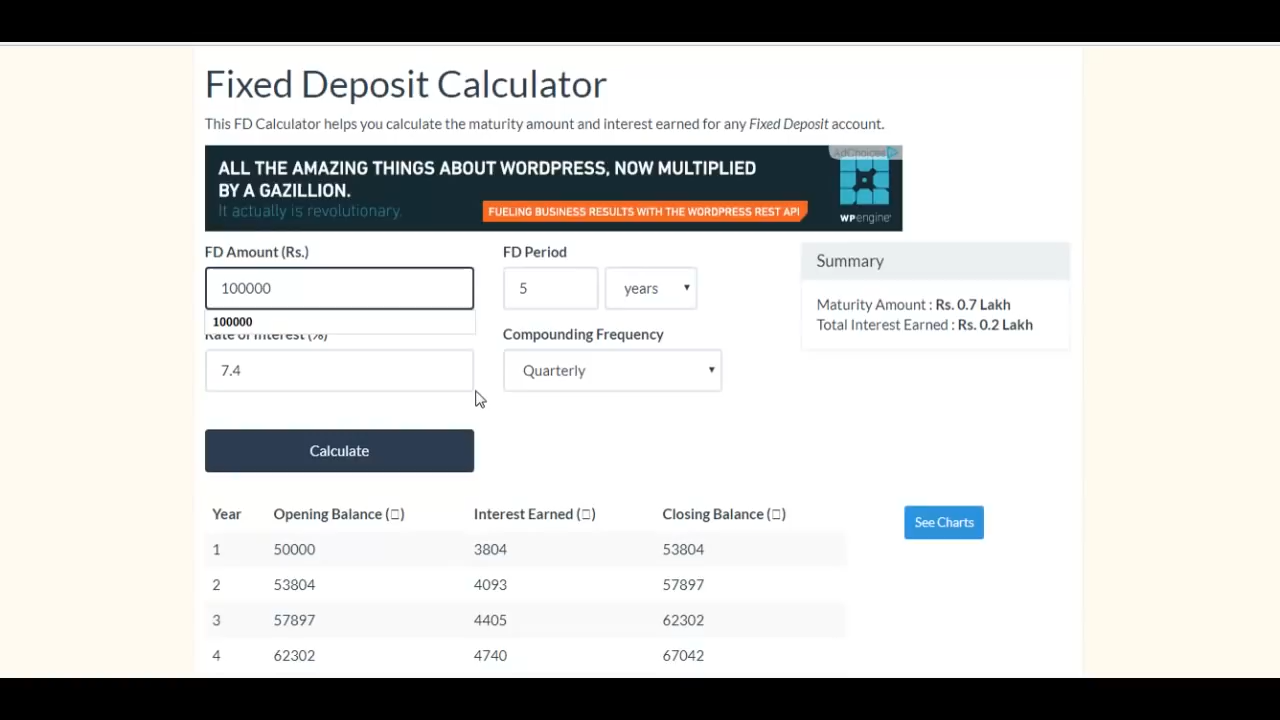 Fixed Deposit Calculator
This FD Calculator helps you calculate the maturity amount and interest earned for any Fixed Deposit account.
AdChoices
ALL THE AMAZING THINGS ABOUT WORDPRESS, NOW MULTIPLIED
BY A GAZILLION.
It actually is revolutionary.
FUELING BUSINESS RESULTS WITH THE WORDPRESS REST API
WPengine
FD Amount (Rs.)
FD Period
Summary
100000
5
years
Maturity Amount : Rs. 0.7 Lakh
Total Interest Earned : Rs. 0.2 Lakh
100000
Rate of Interest (%)
Compounding Frequency
7.4
Quarterly
Calculate
Year Opening Balance (□) Interest Earned (□) Closing Balance (□)
See Charts
1 50000 3804 53804
2 53804 4093 57897
3 57897 4405 62302
4 62302 4740 67042